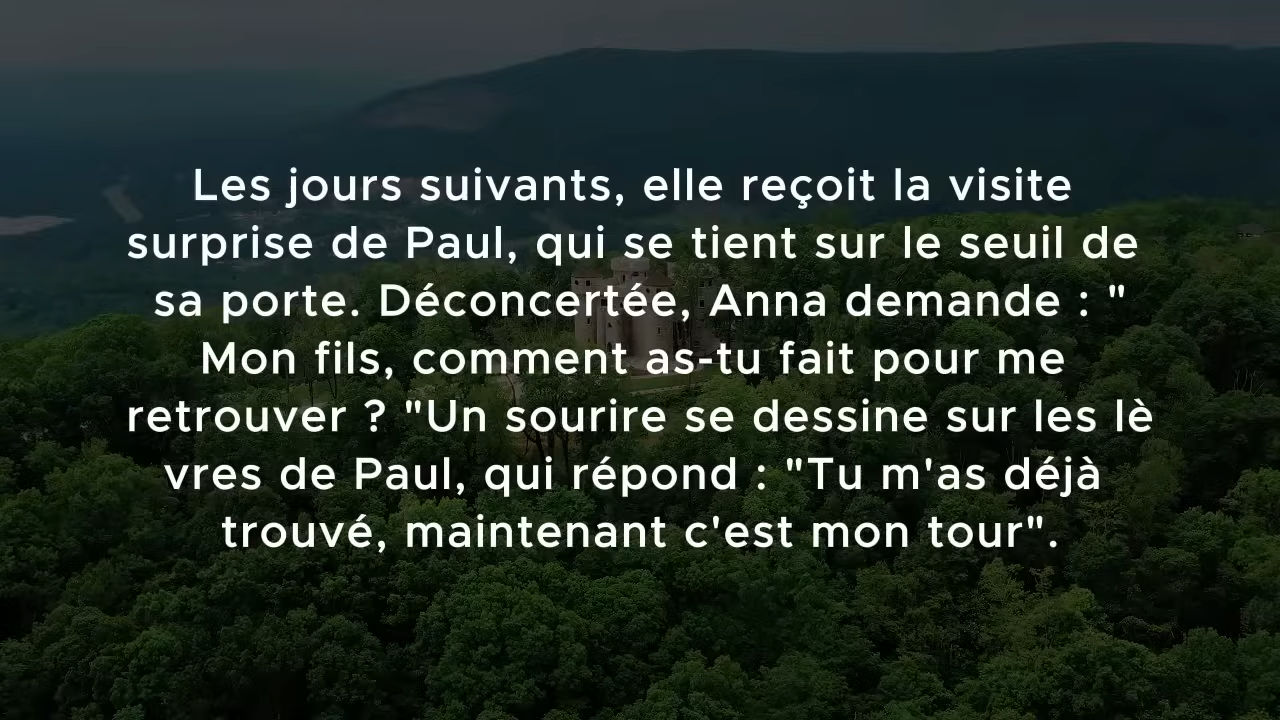 Les jours suivants, elle reçoit la visite
surprise de Paul, qui se tient sur le seuil de
sa porte. Déconcertée, Anna demande : "
Mon fils, comment as-tu fait pour me
retrouver ? "Un sourire se dessine sur les lè
vres de Paul, qui répond : "Tu m'as déjà
trouvé, maintenant c'est mon tour".